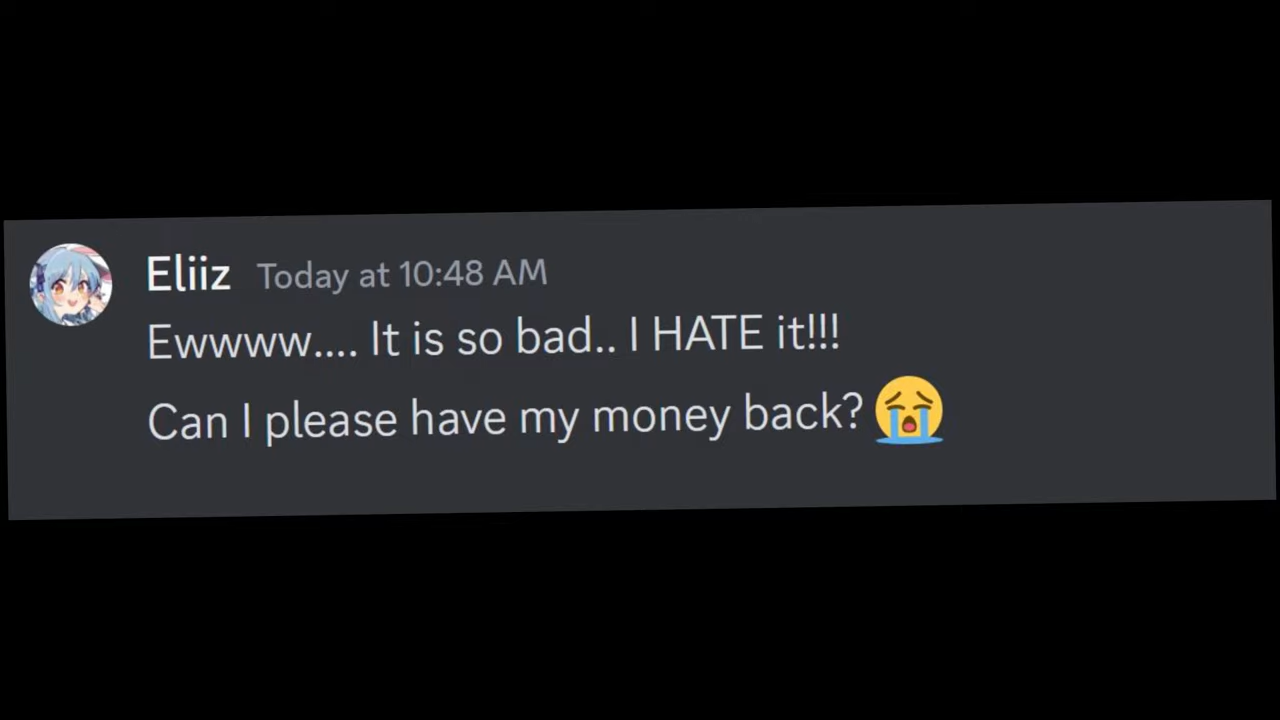 Eliiz Today at 10:48 AM
Ewwww.... It is so bad.. I HATE it!!!
Can I please have my money back? 😭